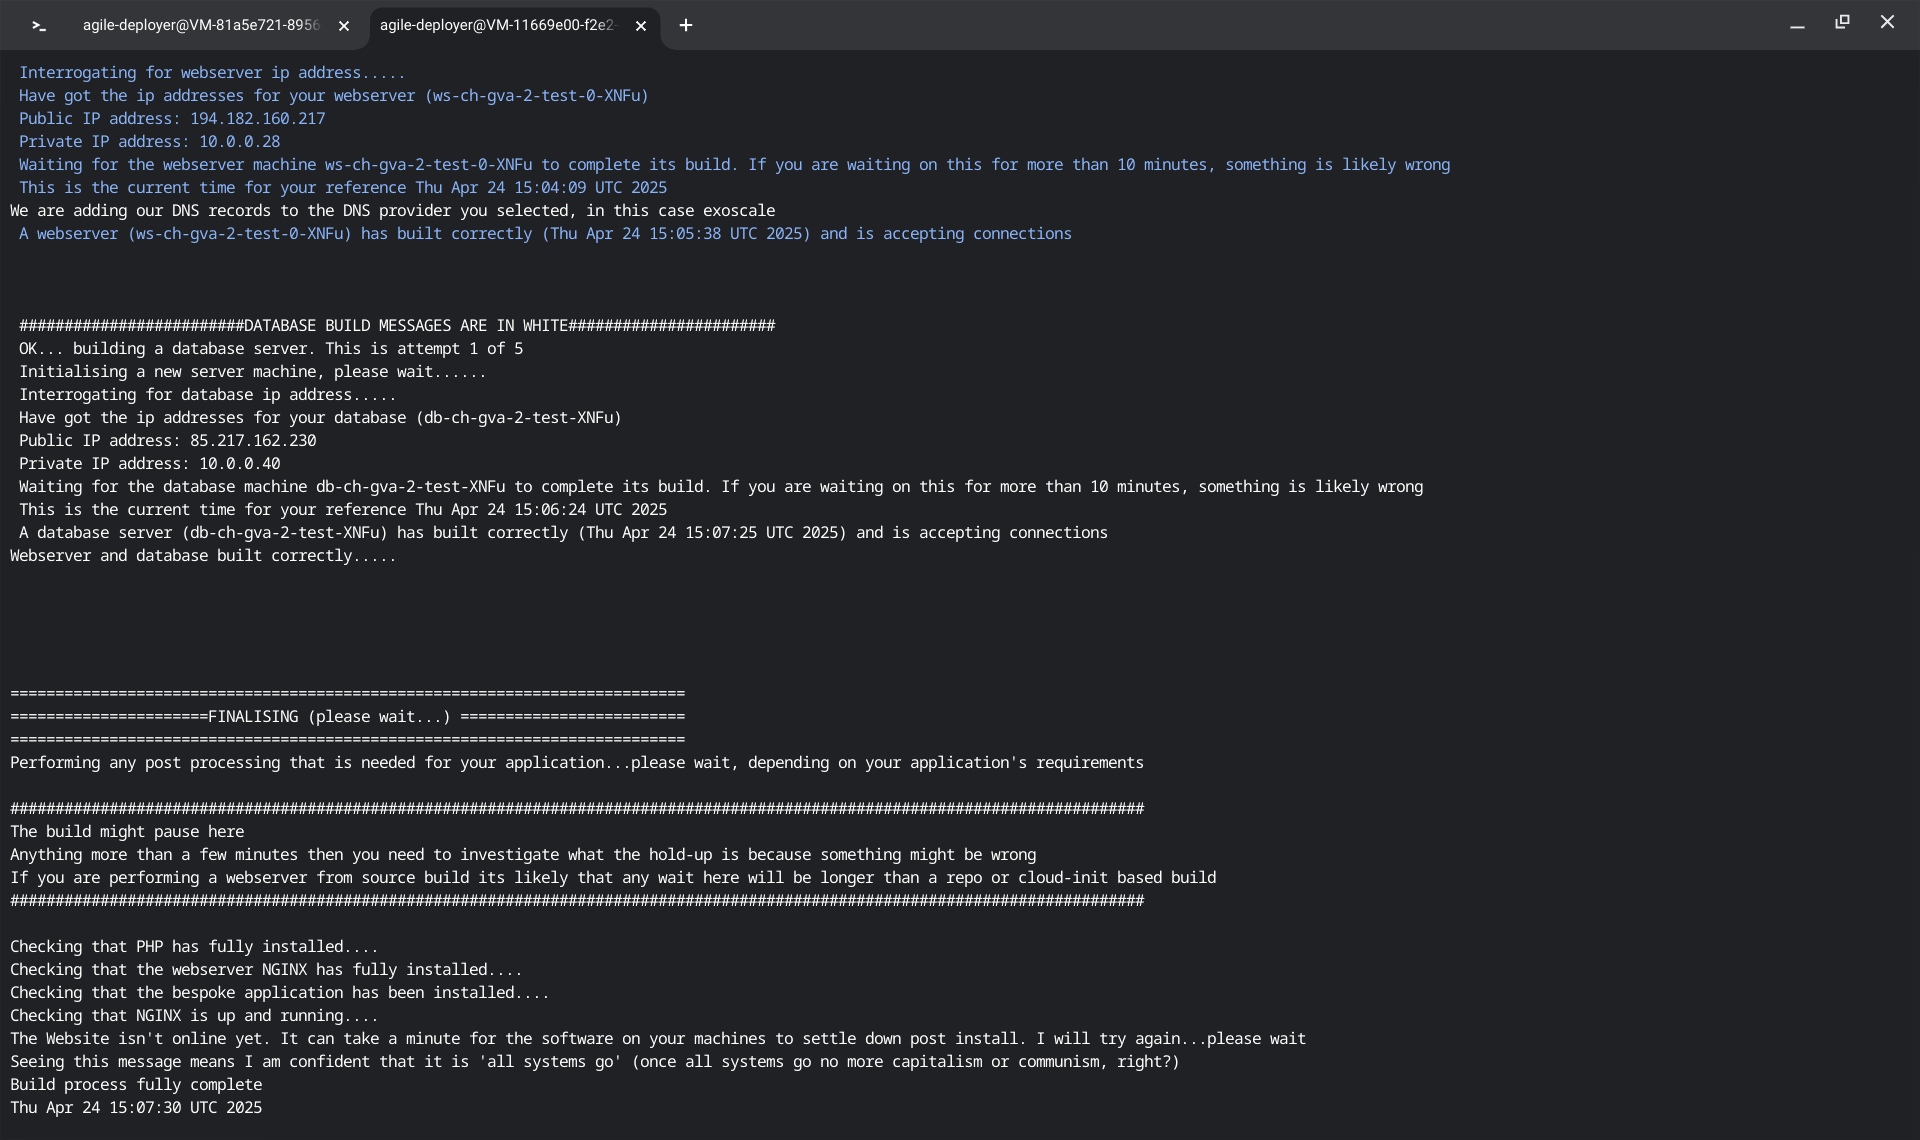 agile-deployer@VM-81a5e721-8956
agile-deployer@VM-11669e00-f2e2-
Interrogating for webserver ip address.....
Have got the ip addresses for your webserver (ws-ch-gva-2-test-0-XNFu)
Public IP address: 194.182.160.217
Private IP address: 10.0.0.28
Waiting for the webserver machine ws-ch-gva-2-test-0-XNFu to complete its build. If you are waiting on this for more than 10 minutes, something is likely wrong
This is the current time for your reference Thu Apr 24 15:04:09 UTC 2025
We are adding our DNS records to the DNS provider you selected, in this case exoscale
A webserver (ws-ch-gva-2-test-0-XNFu) has built correctly (Thu Apr 24 15:05:38 UTC 2025) and is accepting connections
#########################DATABASE BUILD MESSAGES ARE IN WHITE#######################
OK... building a database server. This is attempt 1 of 5
Initialising a new server machine, please wait......
Interrogating for database ip address.....
Have got the ip addresses for your database (db-ch-gva-2-test-XNFu)
Public IP address: 85.217.162.230
Private IP address: 10.0.0.40
Waiting for the database machine db-ch-gva-2-test-XNFu to complete its build. If you are waiting on this for more than 10 minutes, something is likely wrong
This is the current time for your reference Thu Apr 24 15:06:24 UTC 2025
A database server (db-ch-gva-2-test-XNFu) has built correctly (Thu Apr 24 15:07:25 UTC 2025) and is accepting connections
Webserver and database built correctly.....
===========================================================================
======================FINALISING (please wait...) =========================
===========================================================================
Performing any post processing that is needed for your application...please wait, depending on your application's requirements
##############################################################################################################################
The build might pause here
Anything more than a few minutes then you need to investigate what the hold-up is because something might be wrong
If you are performing a webserver from source build its likely that any wait here will be longer than a repo or cloud-init based build
##############################################################################################################################
Checking that PHP has fully installed....
Checking that the webserver NGINX has fully installed....
Checking that the bespoke application has been installed....
Checking that NGINX is up and running....
The Website isn't online yet. It can take a minute for the software on your machines to settle down post install. I will try again...please wait
Seeing this message means I am confident that it is 'all systems go' (once all systems go no more capitalism or communism, right?)
Build process fully complete
Thu Apr 24 15:07:30 UTC 2025